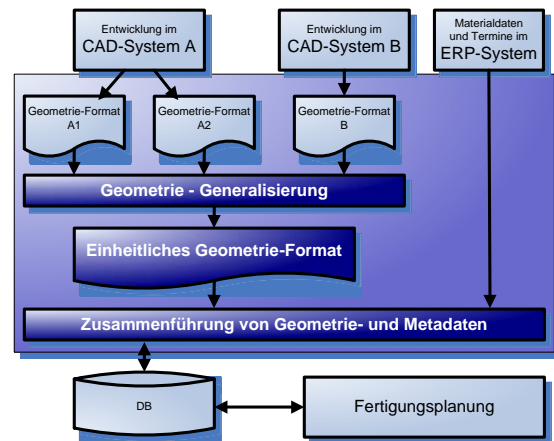 Entwicklung im
CAD-System A
Entwicklung im
CAD-System B
Materialdaten
und Termine im
ERP-System
Geometrie-Format
A1
Geometrie-Format
A2
Geometrie-Format
B
Geometrie - Generalisierung
Einheitliches Geometrie-Format
Zusammenführung von Geometrie- und Metadaten
DB
Fertigungsplanung